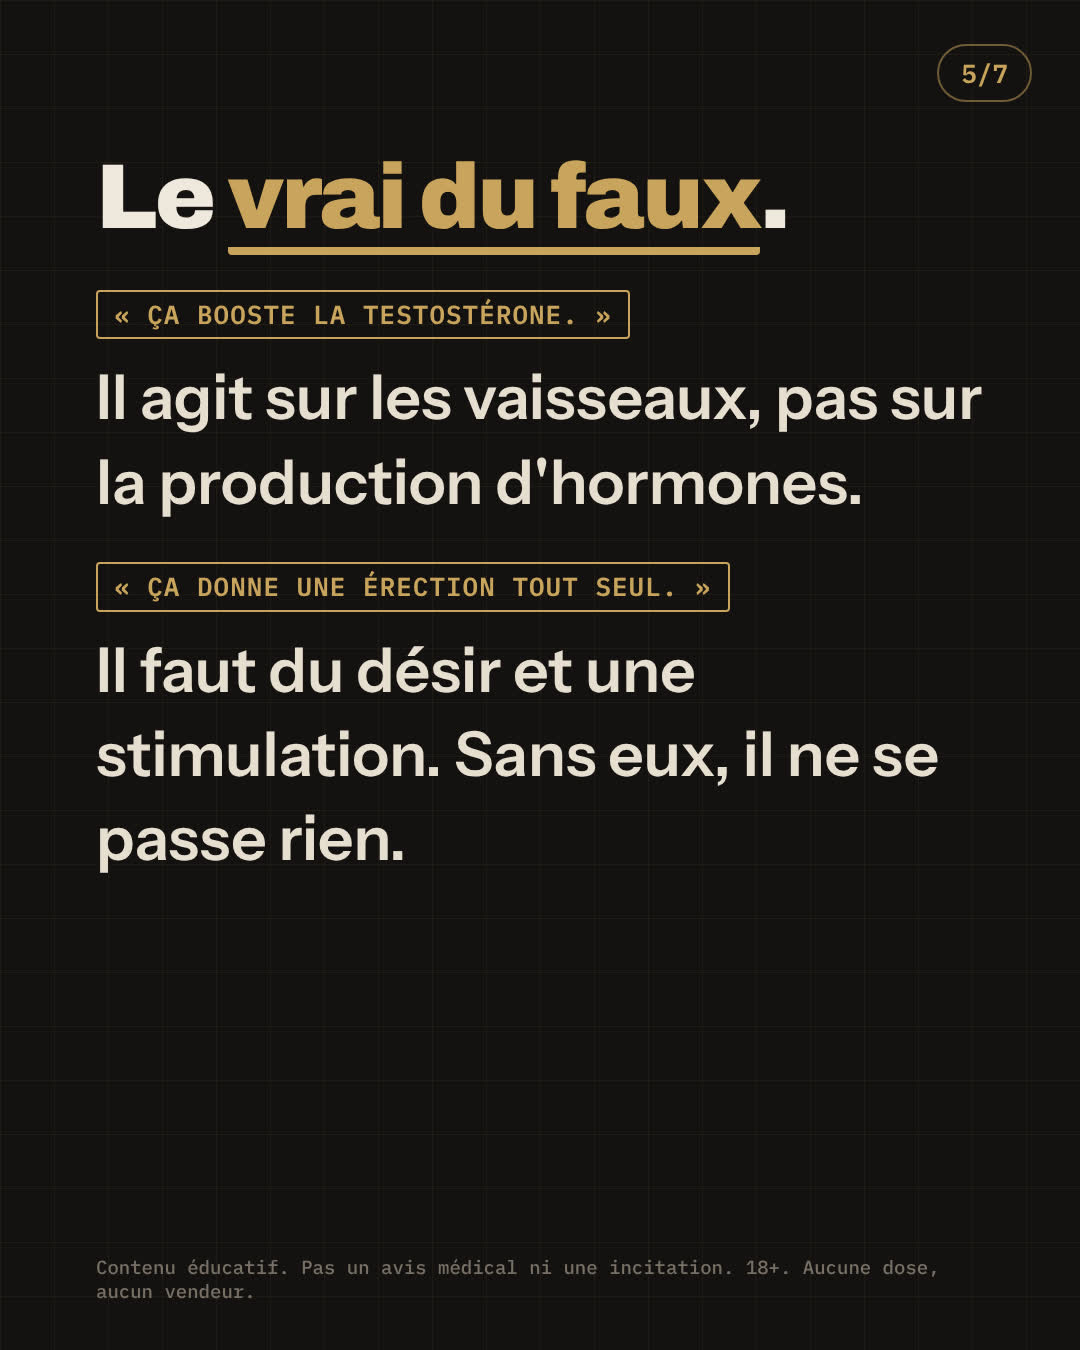 5/7
Le vrai du faux.
« ÇA BOOSTE LA TESTOSTÉRONE. »
Il agit sur les vaisseaux, pas sur
la production d'hormones.
« ÇA DONNE UNE ÉRECTION TOUT SEUL. »
Il faut du désir et une
stimulation. Sans eux, il ne se
passe rien.
Contenu éducatif. Pas un avis médical ni une incitation. 18+. Aucune dose,
aucun vendeur.